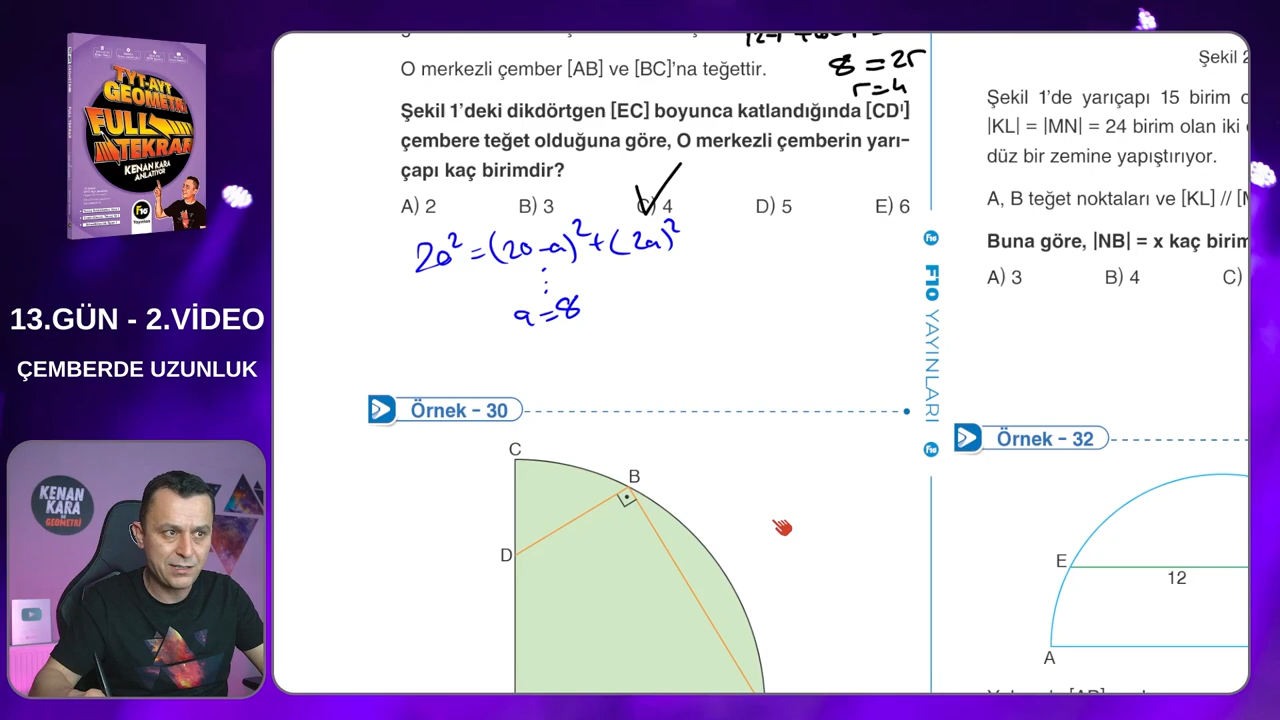 TYT-AYT
GEOMETRİ
FULL
TEKRAR
KENAN KARA
ANLATIYOR
F10
13.GÜN - 2.VİDEO
ÇEMBERDE UZUNLUK
KENAN
KARA
GEOMETRİ
8 = 2r
r=4
O merkezli çember [AB] ve [BC]'na teğettir.
Şekil 1'deki dikdörtgen [EC] boyunca katlandığında [CD']
çembere teğet olduğuna göre, O merkezli çemberin yarı-
çapı kaç birimdir?
A) 2 B) 3 C) 4 D) 5 E) 6
20² = (20-a)² + (2a)²
a = 8
Örnek - 30
C
B
D
F10 YAYINLARI
Şekil 2
Şekil 1'de yarıçapı 15 birim
|KL| = |MN| = 24 birim olan iki
düz bir zemine yapıştırıyor.
A, B teğet noktaları ve [KL] //
Buna göre, |NB| = x kaç birim
A) 3 B) 4 C)
Örnek - 32
E
12
A